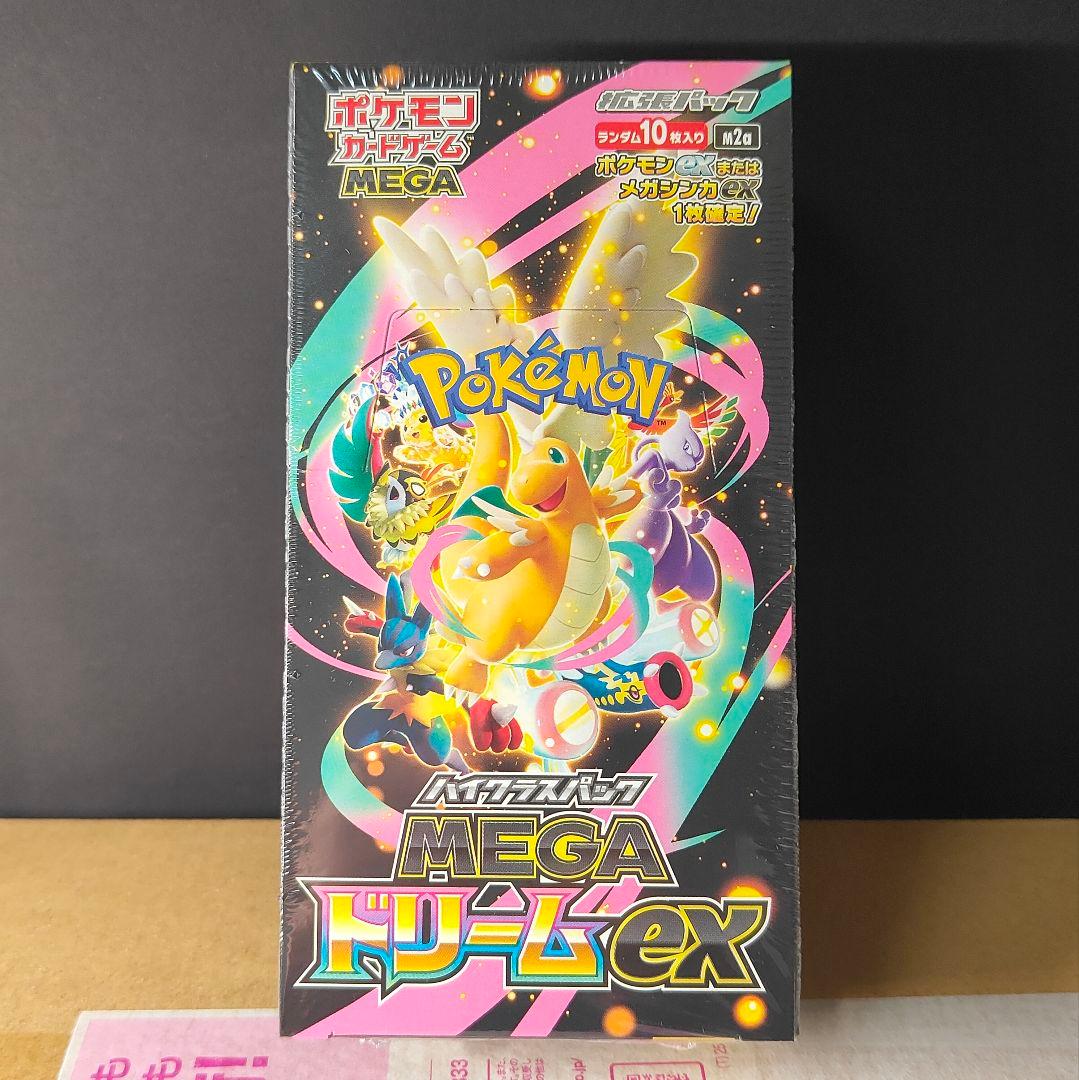 ポケモン
カードゲーム™
MEGA
拡張パック
ランダム10枚入り M2a
ポケモンexまたは
メガシンカex
1枚確定!
POKéMON™
ハイクラスパック
MEGA
ドリームex